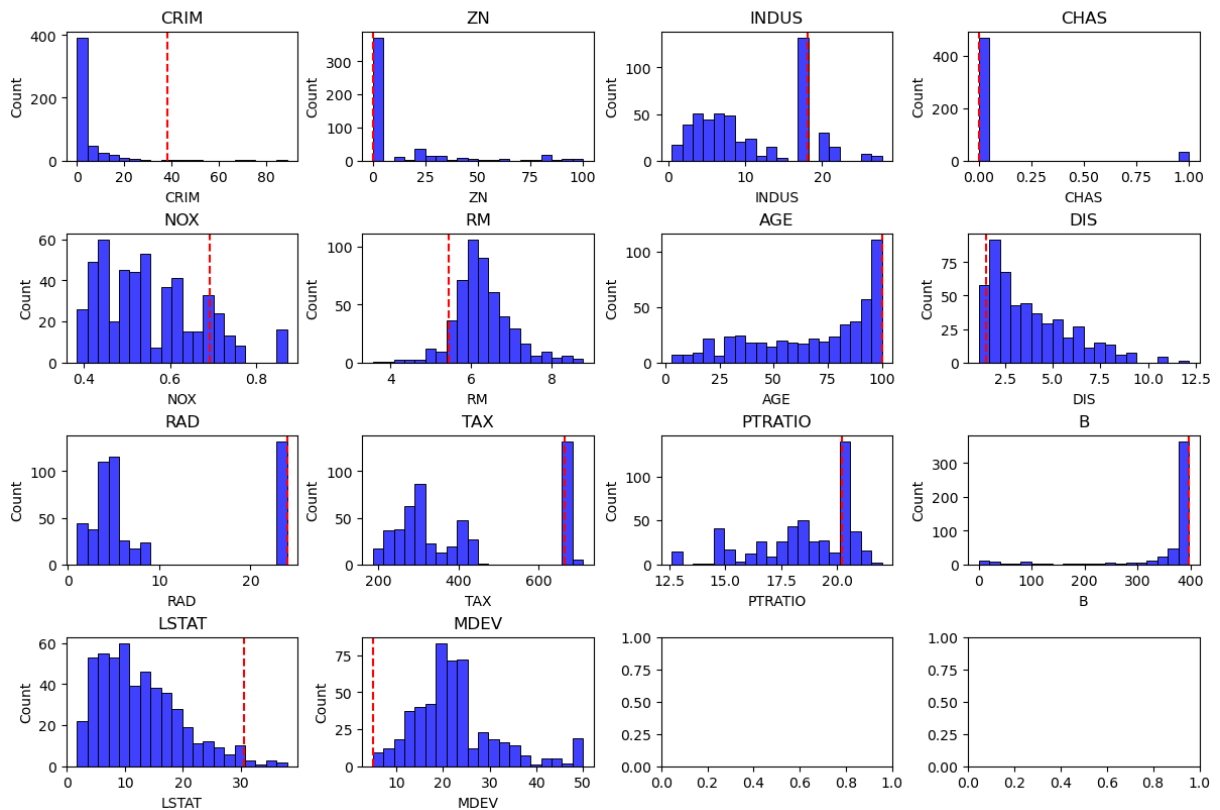 CRIM
ZN
INDUS
CHAS
400
200
0
Count
0 20 40 60 80
CRIM
300
200
100
0
Count
0 25 50 75 100
ZN
100
50
0
Count
0 10 20
INDUS
400
200
0
Count
0.00 0.25 0.50 0.75 1.00
CHAS
NOX
RM
AGE
DIS
60
40
20
0
Count
0.4 0.6 0.8
NOX
100
50
0
Count
4 6 8
RM
100
50
0
Count
0 25 50 75 100
AGE
75
50
25
0
Count
2.5 5.0 7.5 10.0 12.5
DIS
RAD
TAX
PTRATIO
B
100
50
0
Count
0 10 20
RAD
100
50
0
Count
200 400 600
TAX
100
50
0
Count
12.5 15.0 17.5 20.0
PTRATIO
300
200
100
0
Count
0 100 200 300 400
B
LSTAT
MDEV
60
40
20
0
Count
0 10 20 30
LSTAT
75
50
25
0
Count
10 20 30 40 50
MDEV
1.00
0.75
0.50
0.25
0.00
0.0 0.2 0.4 0.6 0.8 1.0
1.00
0.75
0.50
0.25
0.00
0.0 0.2 0.4 0.6 0.8 1.0